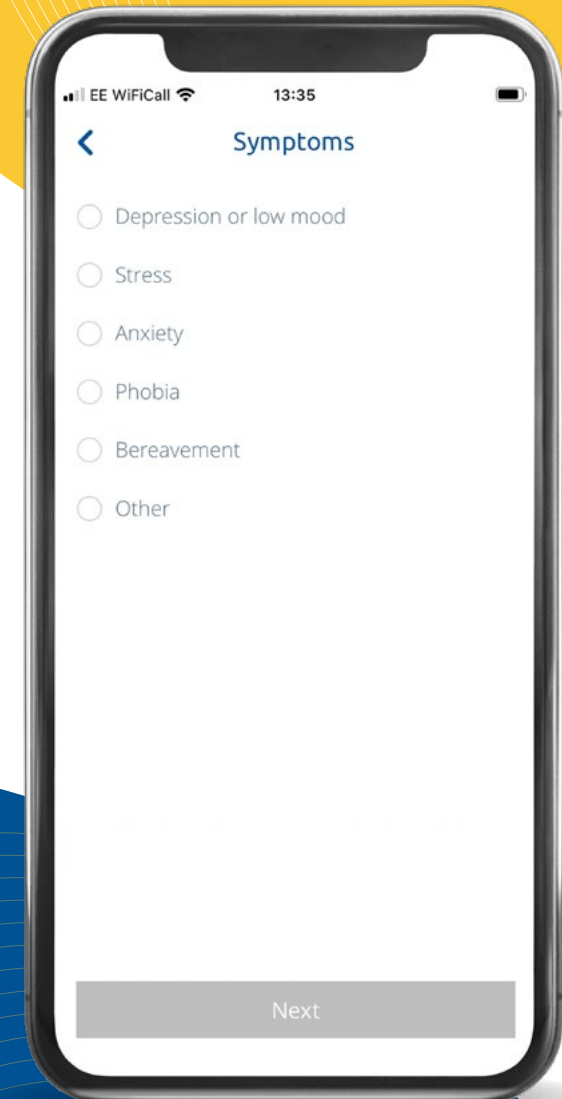 EE WiFiCall
13:35
Symptoms
Depression or low mood
Stress
Anxiety
Phobia
Bereavement
Other
Next